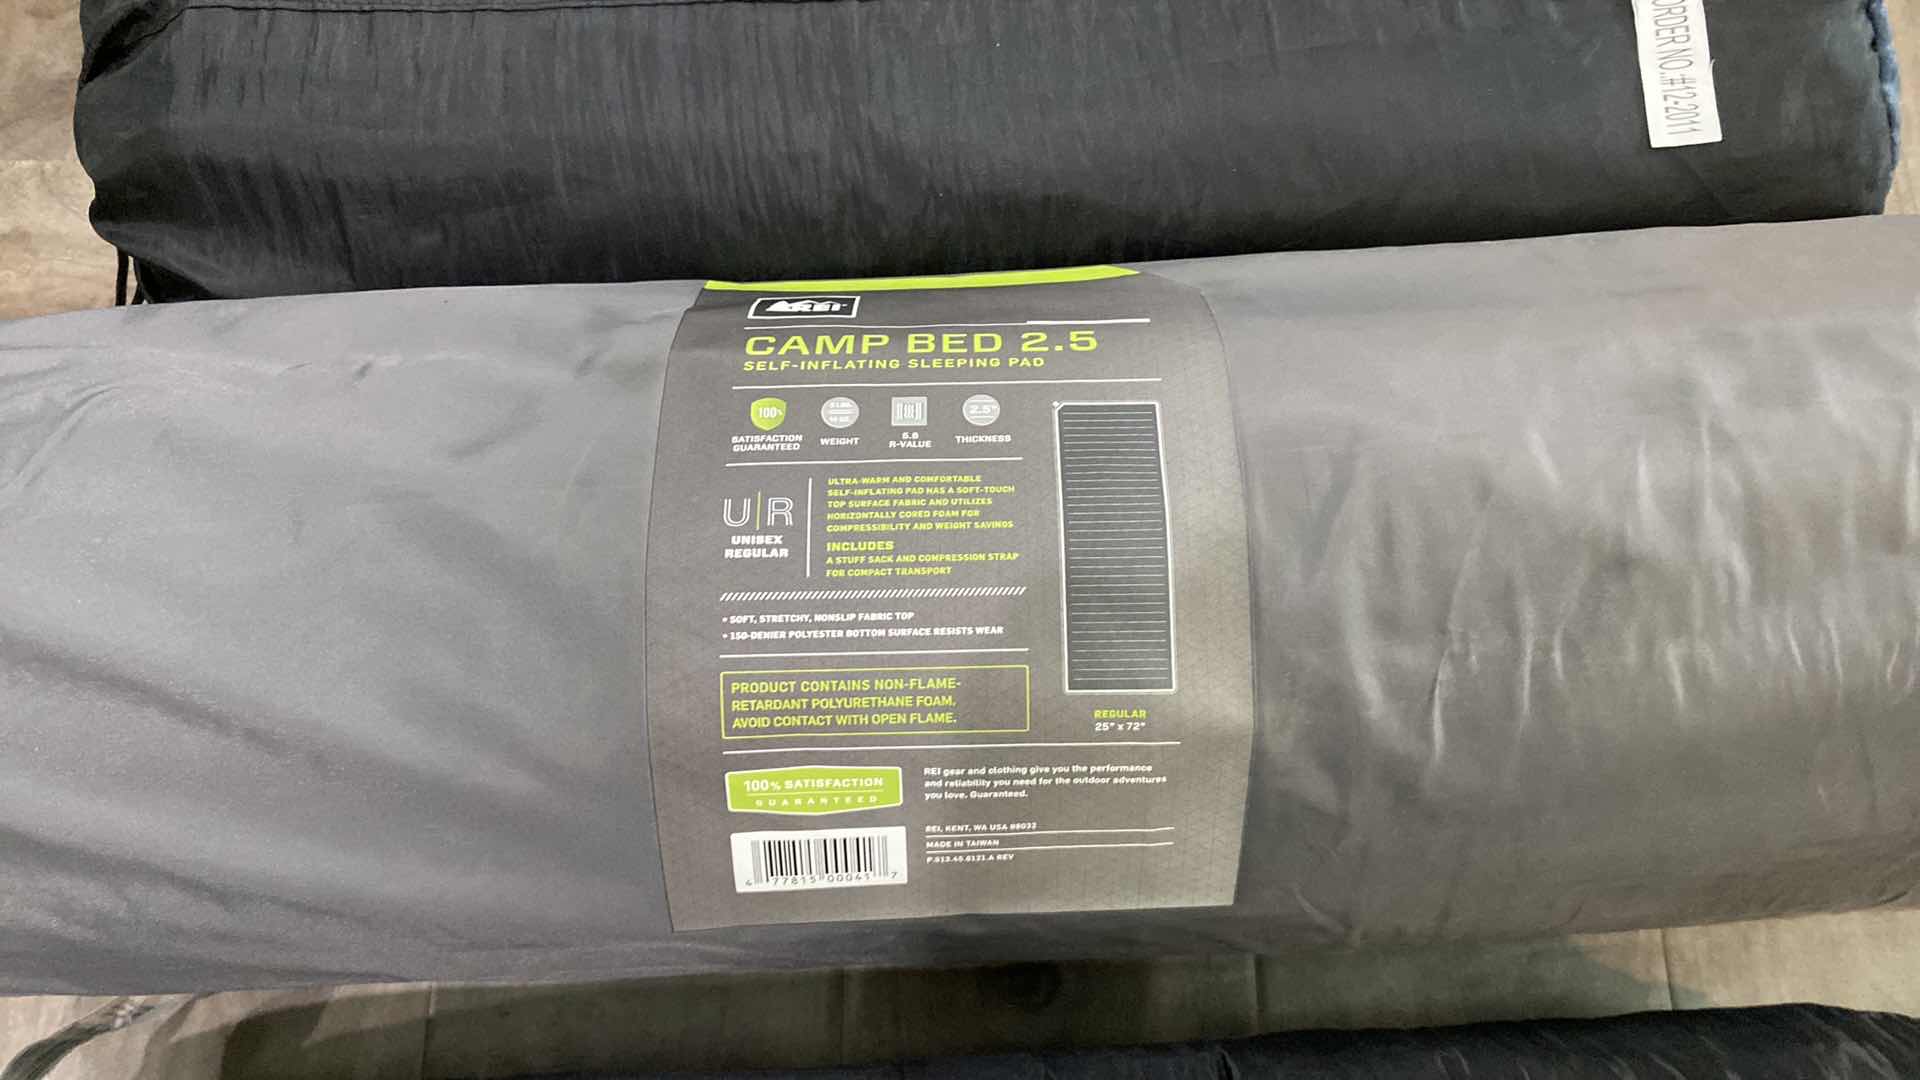 ORDER NO.:#12-2011
REI
CAMP BED 2.5
SELF-INFLATING SLEEPING PAD
100%
2.5"
SATISFACTION
GUARANTEED
WEIGHT
R-VALUE
THICKNESS
U|R
UNISEX
REGULAR
ULTRA-WARM AND COMFORTABLE
SELF-INFLATING PAD HAS A SOFT-TOUCH
TOP SURFACE FABRIC AND UTILIZES
HORIZONTALLY CORED FOAM FOR
COMPRESSIBILITY AND WEIGHT SAVINGS
INCLUDES
A STUFF SACK AND COMPRESSION STRAP
FOR COMPACT TRANSPORT
• SOFT, STRETCHY, NONSLIP FABRIC TOP
• 150-DENIER POLYESTER BOTTOM SURFACE RESISTS WEAR
PRODUCT CONTAINS NON-FLAME-
RETARDANT POLYURETHANE FOAM.
AVOID CONTACT WITH OPEN FLAME.
REGULAR
25" x 72"
100% SATISFACTION
GUARANTEED
REI gear and clothing give you the performance
and reliability you need for the outdoor adventures
you love. Guaranteed.
REI, KENT, WA USA 98032
MADE IN TAIWAN
4 77815 00041 7